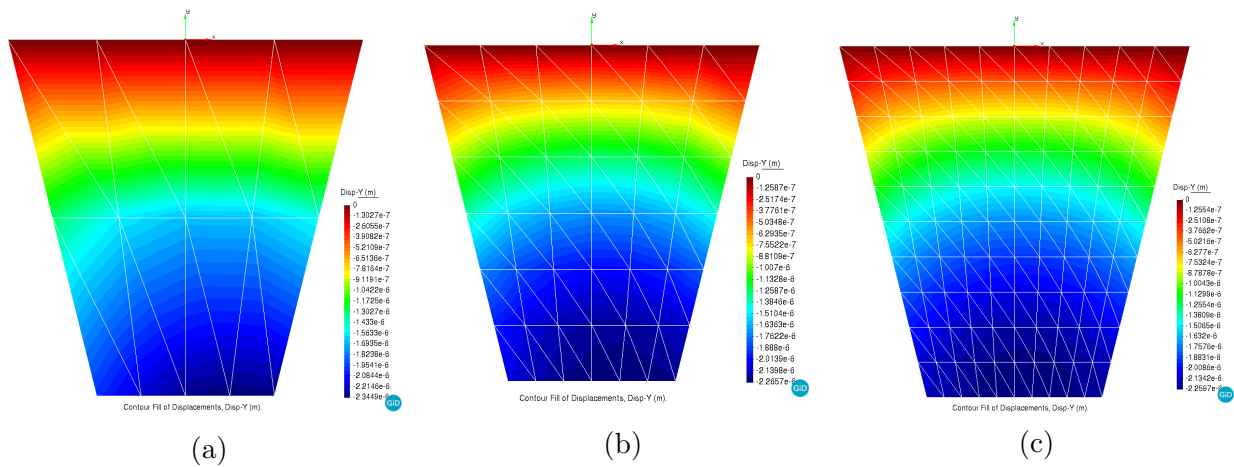 y
x
Disp-Y (m)
0
-1.3027e-7
-2.6055e-7
-3.9082e-7
-5.2109e-7
-6.5136e-7
-7.8164e-7
-9.1191e-7
-1.0422e-6
-1.1725e-6
-1.3027e-6
-1.433e-6
-1.5633e-6
-1.6935e-6
-1.8238e-6
-1.9541e-6
-2.0844e-6
-2.2146e-6
-2.3449e-6
GiD
Contour Fill of Displacements, Disp-Y (m).
(a)
y
x
Disp-Y (m)
0
-1.2587e-7
-2.5174e-7
-3.7761e-7
-5.0348e-7
-6.2935e-7
-7.5522e-7
-8.8109e-7
-1.007e-6
-1.1328e-6
-1.2587e-6
-1.3846e-6
-1.5104e-6
-1.6363e-6
-1.7622e-6
-1.888e-6
-2.0139e-6
-2.1398e-6
-2.2657e-6
GiD
Contour Fill of Displacements, Disp-Y (m).
(b)
y
x
Disp-Y (m)
0
-1.2554e-7
-2.5108e-7
-3.7662e-7
-5.0216e-7
-6.277e-7
-7.5324e-7
-8.7878e-7
-1.0043e-6
-1.1299e-6
-1.2554e-6
-1.3809e-6
-1.5065e-6
-1.632e-6
-1.7576e-6
-1.8831e-6
-2.0086e-6
-2.1342e-6
-2.2597e-6
GiD
Contour Fill of Displacements, Disp-Y (m).
(c)